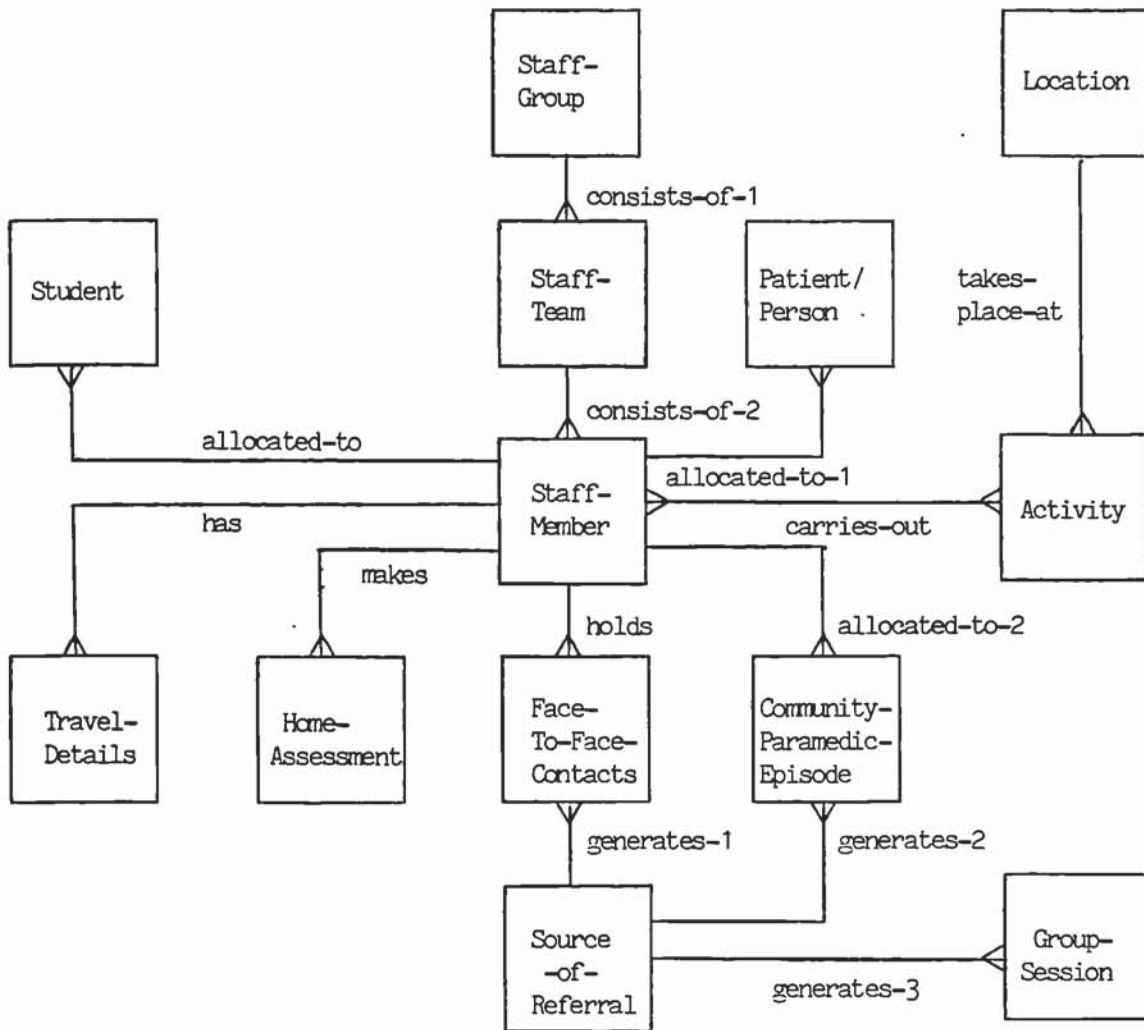 Staff-
Group
Location
consists-of-1
Student
Staff-
Team
Patient/
Person
takes-
place-at
consists-of-2
allocated-to
allocated-to-1
has
Staff-
Member
carries-out
Activity
makes
holds
allocated-to-2
Travel-
Details
Home-
Assessment
Face-
To-Face-
Contacts
Community-
Paramedic-
Episode
generates-1
generates-2
Source
-of-
Referral
Group-
Session
generates-3